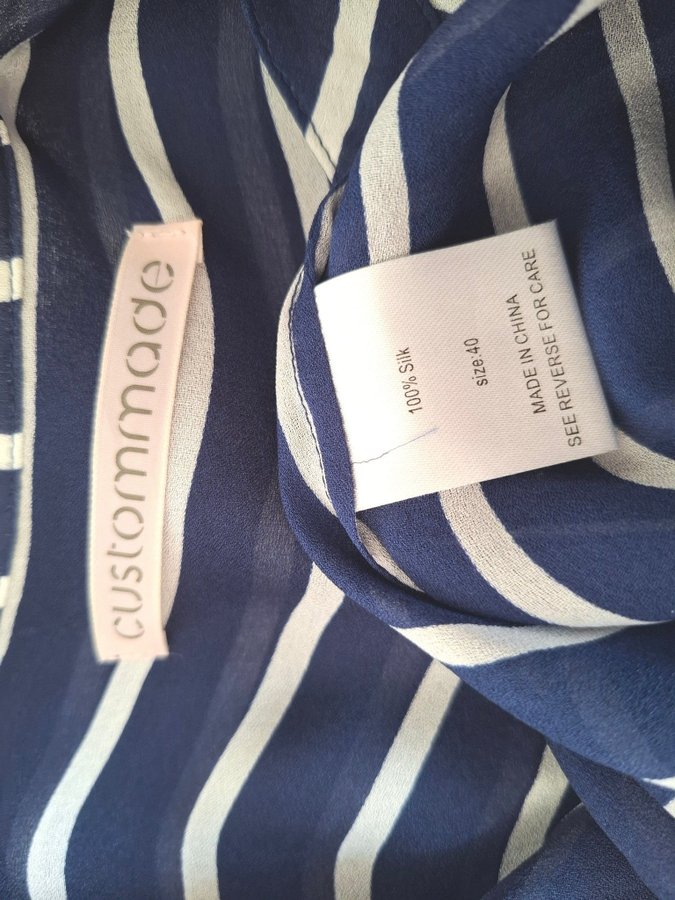 custommade
100% Silk
size:40
MADE IN CHINA
SEE REVERSE FOR CARE